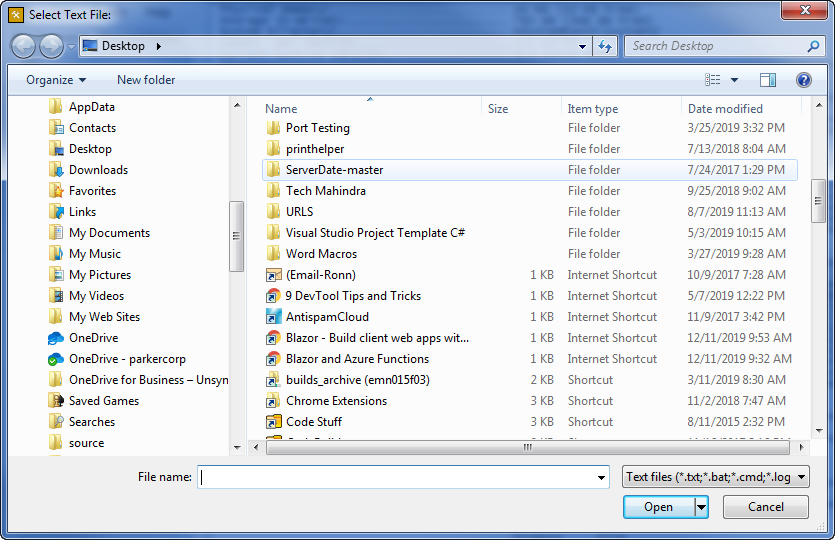 Select Text File:
Desktop
Search Desktop
Organize New folder
Name Size Item type Date modified
AppData
Contacts
Desktop
Downloads
Favorites
Links
My Documents
My Music
My Pictures
My Videos
My Web Sites
OneDrive
OneDrive - parkercorp
OneDrive for Business – Unsyn
Saved Games
Searches
source
Port Testing File folder 3/25/2019 3:32 PM
printhelper File folder 7/13/2018 8:04 AM
ServerDate-master File folder 7/24/2017 1:29 PM
Tech Mahindra File folder 9/25/2018 9:02 AM
URLS File folder 8/7/2019 11:13 AM
Visual Studio Project Template C# File folder 5/3/2019 10:15 AM
Word Macros File folder 3/27/2019 9:28 AM
(Email-Ronn) 1 KB Internet Shortcut 10/9/2017 7:28 AM
9 DevTool Tips and Tricks 1 KB Internet Shortcut 5/7/2019 12:22 PM
AntispamCloud 1 KB Internet Shortcut 11/9/2017 3:42 PM
Blazor - Build client web apps wit... 1 KB Internet Shortcut 12/11/2019 9:53 AM
Blazor and Azure Functions 1 KB Internet Shortcut 12/11/2019 9:32 AM
builds_archive (emn015f03) 2 KB Shortcut 3/11/2019 8:30 AM
Chrome Extensions 3 KB Shortcut 11/2/2018 7:47 AM
Code Stuff 3 KB Shortcut 8/11/2015 2:32 PM
File name:
Text files (*.txt;*.bat;*.cmd;*.log
Open Cancel